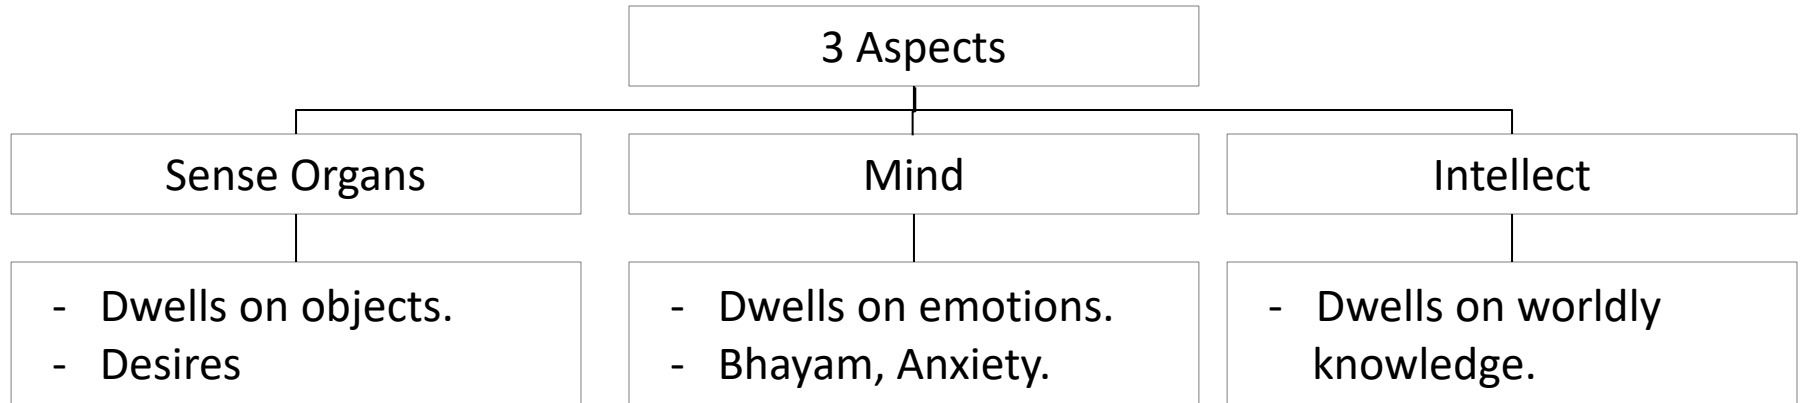 3 Aspects
Sense Organs
Mind
Intellect
- Dwells on objects.
- Desires
- Dwells on emotions.
- Bhayam, Anxiety.
- Dwells on worldly
knowledge.